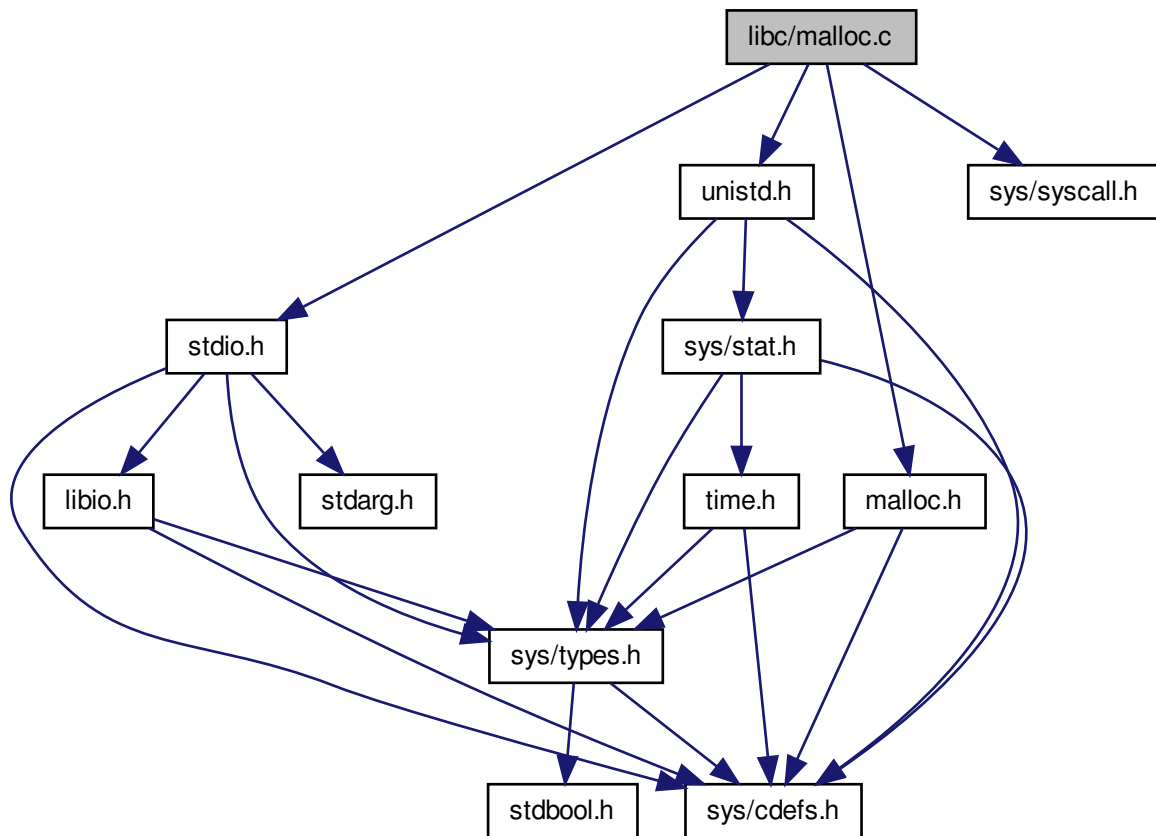 libc/malloc.c
unistd.h
sys/syscall.h
stdio.h
sys/stat.h
libio.h
stdarg.h
time.h
malloc.h
sys/types.h
stdbool.h
sys/cdefs.h